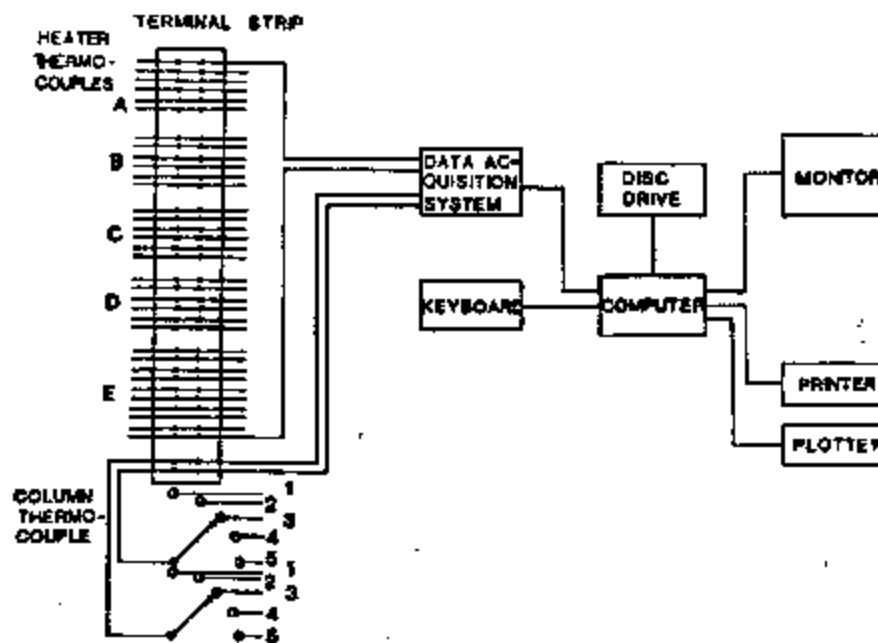 TERMINAL STRIP
HEATER
THERMO-
COUPLES
A
B
C
D
E
DATA AC-
QUISITION
SYSTEM
DISC
DRIVE
MONITOR
KEYBOARD
COMPUTER
PRINTER
PLOTTER
COLUMN
THERMO-
COUPLE
1
2
3
4
5
1
2
3
4
5